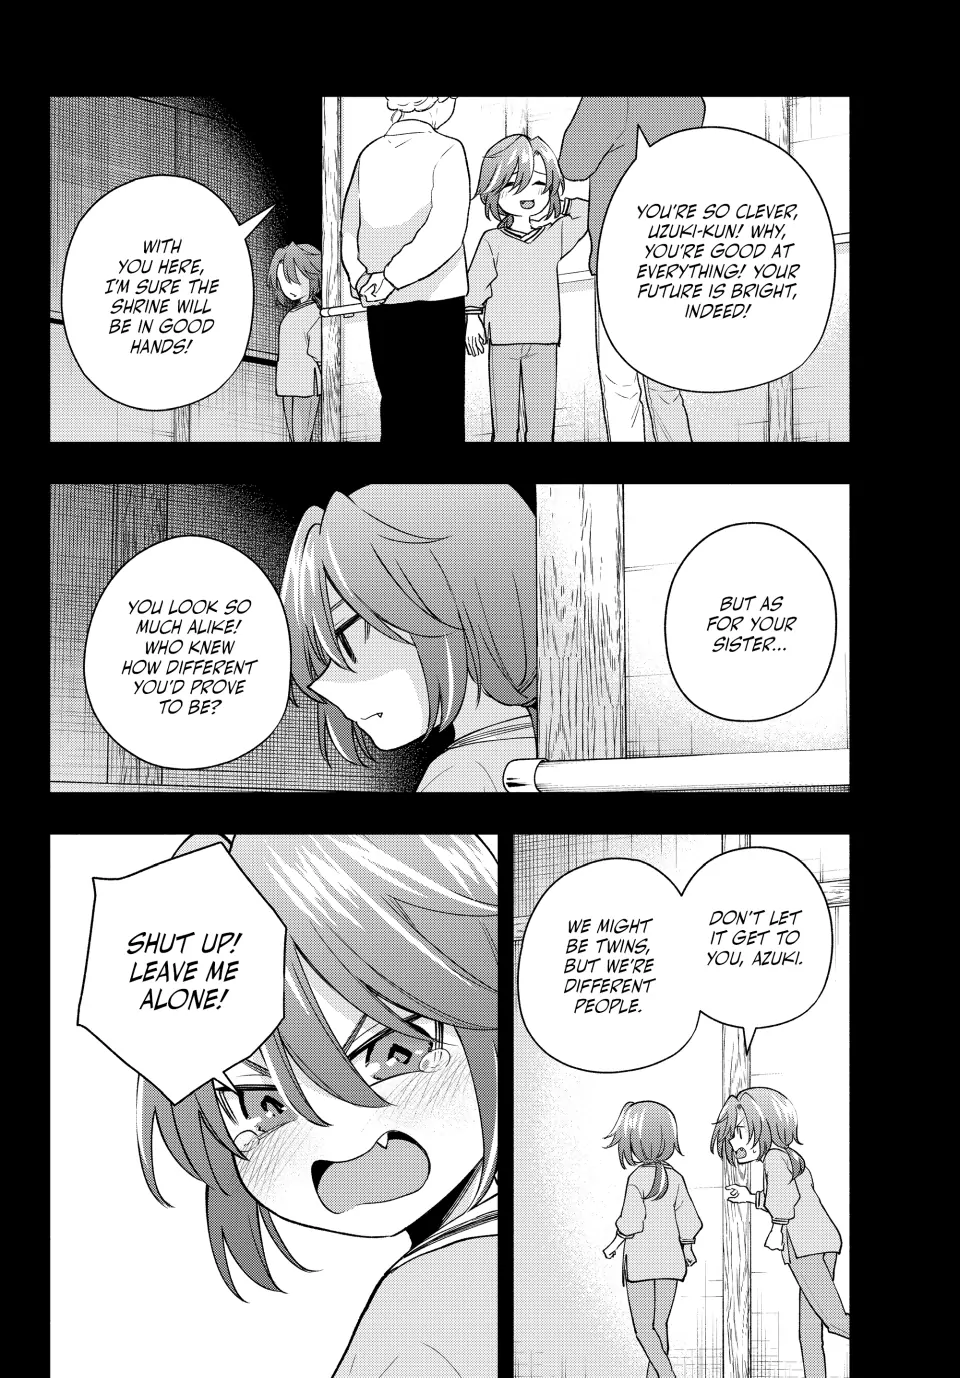 YOU'RE SO CLEVER,
UZUKI-KUN! WHY,
YOU'RE GOOD AT
EVERYTHING! YOUR
FUTURE IS BRIGHT,
INDEED!
WITH
YOU HERE,
I'M SURE THE
SHRINE WILL
BE IN GOOD
HANDS!
BUT AS
FOR YOUR
SISTER...
YOU LOOK SO
MUCH ALIKE!
WHO KNEW
HOW DIFFERENT
YOU'D PROVE
TO BE?
DON'T LET
IT GET TO
YOU, AZUKI.
WE MIGHT
BE TWINS,
BUT WE'RE
DIFFERENT
PEOPLE.
SHUT UP!
LEAVE ME
ALONE!